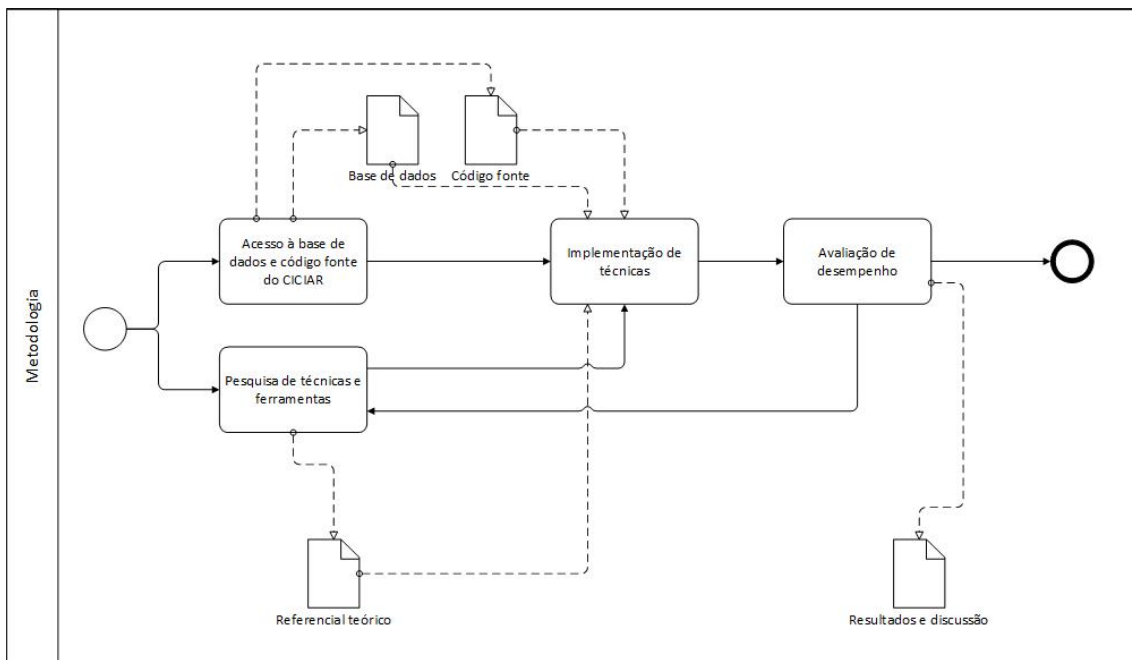 Metodologia
Base de dados
Código fonte
Acesso à base de
dados e código fonte
do CICIAR
Implementação de
técnicas
Avaliação de
desempenho
Pesquisa de técnicas e
ferramentas
Referencial teórico
Resultados e discussão